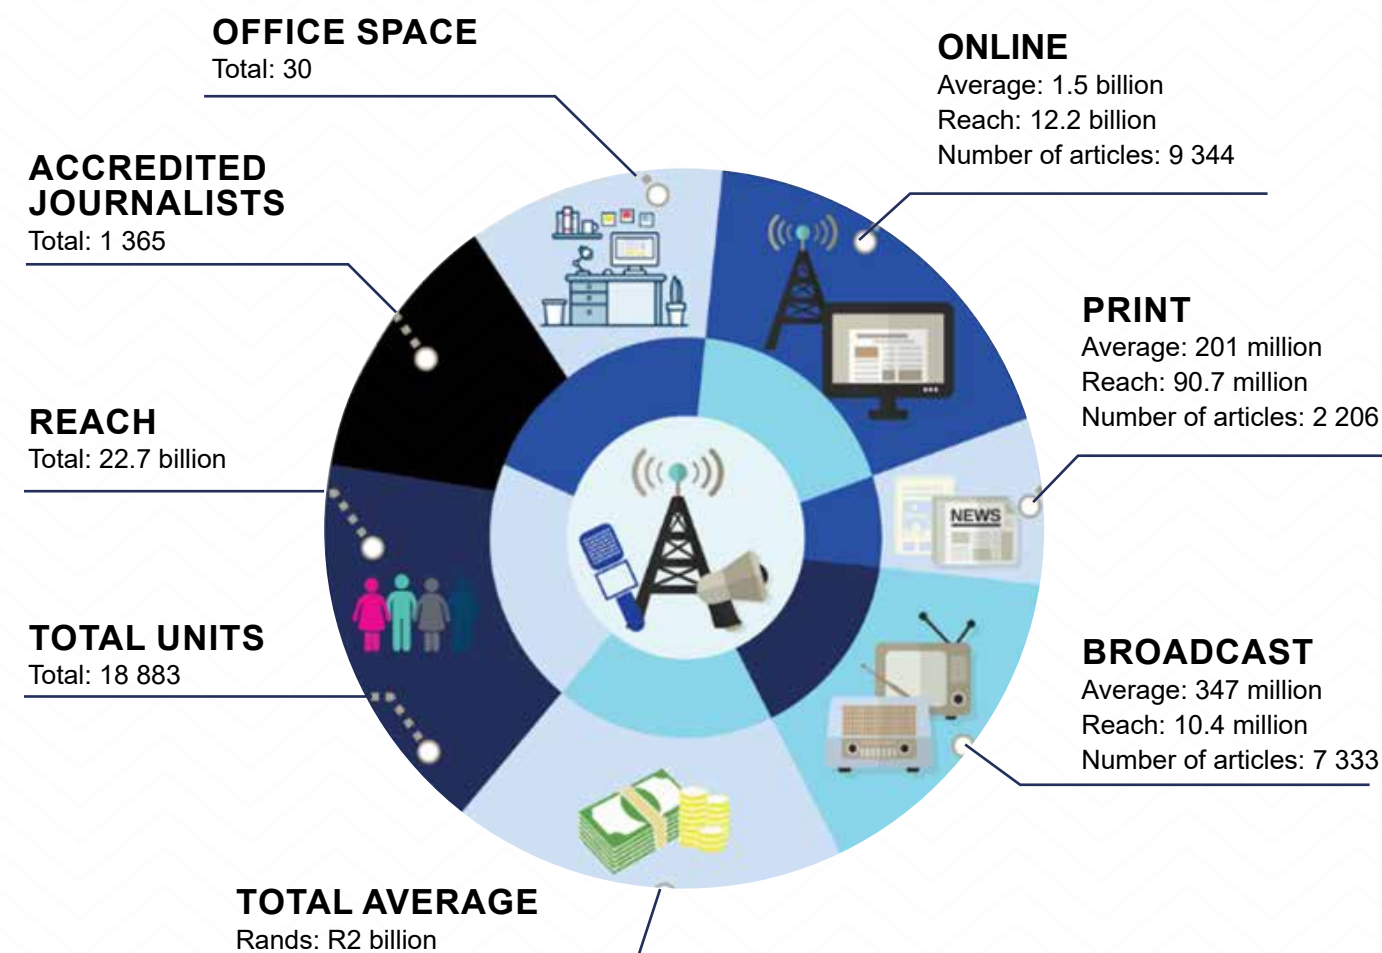 OFFICE SPACE
Total: 30
ONLINE
Average: 1.5 billion
Reach: 12.2 billion
Number of articles: 9 344
ACCREDITED
JOURNALISTS
Total: 1 365
PRINT
Average: 201 million
Reach: 90.7 million
Number of articles: 2 206
REACH
Total: 22.7 billion
NEWS
TOTAL UNITS
Total: 18 883
BROADCAST
Average: 347 million
Reach: 10.4 million
Number of articles: 7 333
TOTAL AVERAGE
Rands: R2 billion